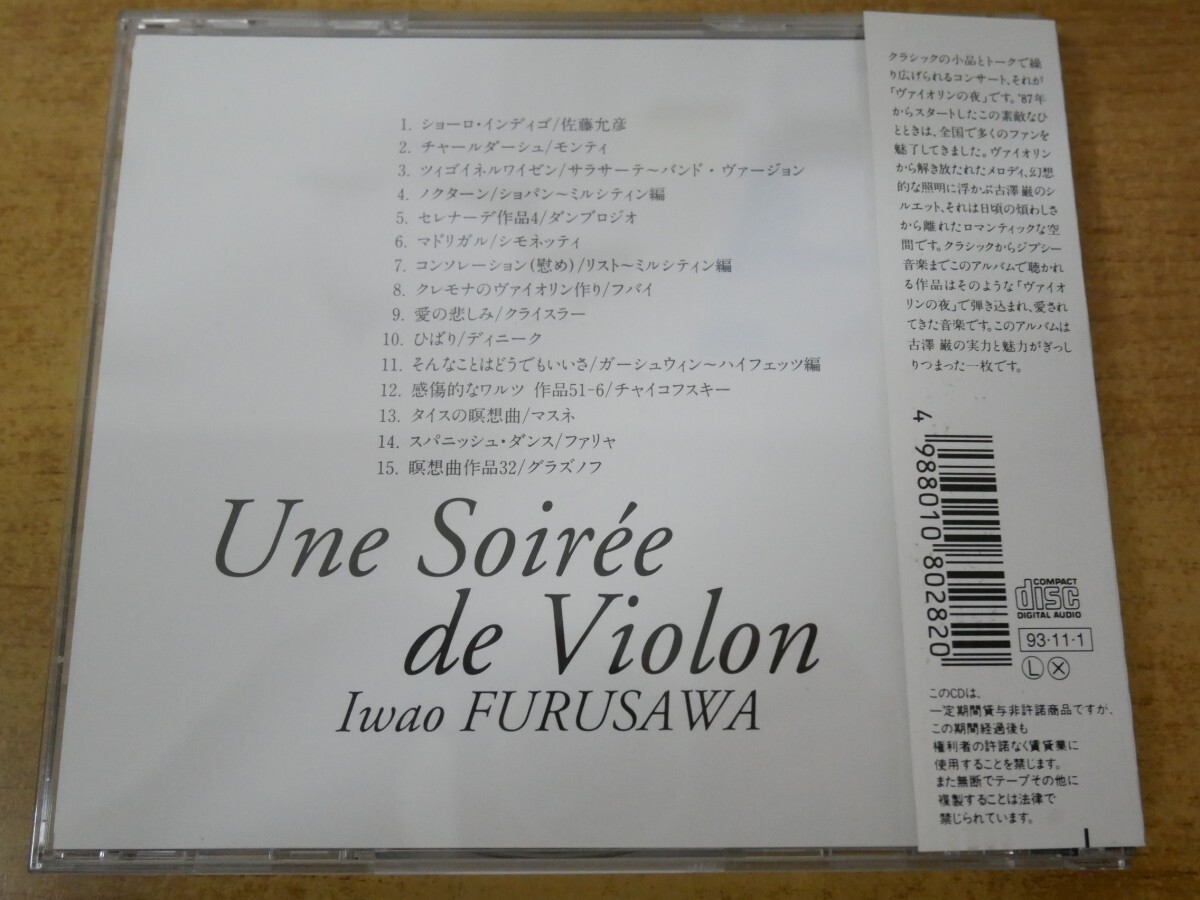 1. ショーロ・インディゴ/佐藤允彦
2. チャールダーシュ/モンティ
3. ツィゴイネルワイゼン/サラサーテ～バンド・ヴァージョン
4. ノクターン/ショパン～ミルシティン編
5. セレナーデ作品4/ダンブロジオ
6. マドリガル/シモネッティ
7. コンソレーション(慰め)/リスト～ミルシティン編
8. クレモナのヴァイオリン作り/フバイ
9. 愛の悲しみ/クライスラー
10. ひばり/ディニーク
11. そんなことはどうでもいいさ/ガーシュウィン～ハイフェッツ編
12. 感傷的なワルツ 作品51-6/チャイコフスキー
13. タイスの瞑想曲/マスネ
14. スパニッシュ・ダンス/ファリャ
15. 瞑想曲作品32/グラズノフ
Une Soirée
de Violon
Iwao FURUSAWA
クラシックの小品とトークで繰
り広げられるコンサート、それが
「ヴァイオリンの夜」です。'87年
からスタートしたこの素敵なひ
とときは、全国で多くのファンを
魅了してきました。ヴァイオリン
から解き放たれたメロディ、幻想
的な照明に浮かぶ古澤 巌のシ
ルエット、それは日頃の煩わしさ
から離れたロマンティックな空
間です。クラシックからジプシー
音楽までこのアルバムで聴かれ
る作品はそのような「ヴァイオ
リンの夜」で弾き込まれ、愛され
てきた音楽です。このアルバムは
古澤 巌の実力と魅力がぎっし
りつまった一枚です。
4 988010 802820
COMPACT
disc
DIGITAL AUDIO
93・11・1
L X
このCDは、
一定期間貸与非許諾商品ですが、
この期間経過後も
権利者の許諾なく賃貸業に
使用することを禁じます。
また無断でテープその他に
複製することは法律で
禁じられています。